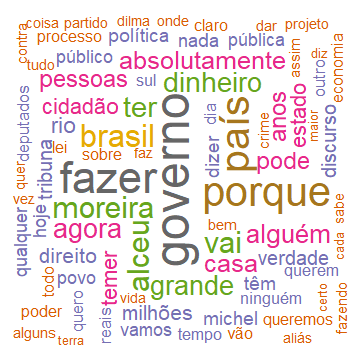 coisa partido dilma onde dar projeto
contra processo política nada claro assim diz
tudo público absolutamente pública outro economia
pessoas sul dinheiro
deputados cidadão ter governo país anos estado discurso
rio brasil dizer dia crime maior
lei sobre faz pode
quer fazer porque
tribuna
vez hoje moreira bem cada sabe
qualquer agora alceu vai alguém
direito casa verdade
todo povo temer grande têm querem
quero reais vida milhões ninguém certo
poder vamos michel queremos fazendo
alguns terra tempo vão aliás